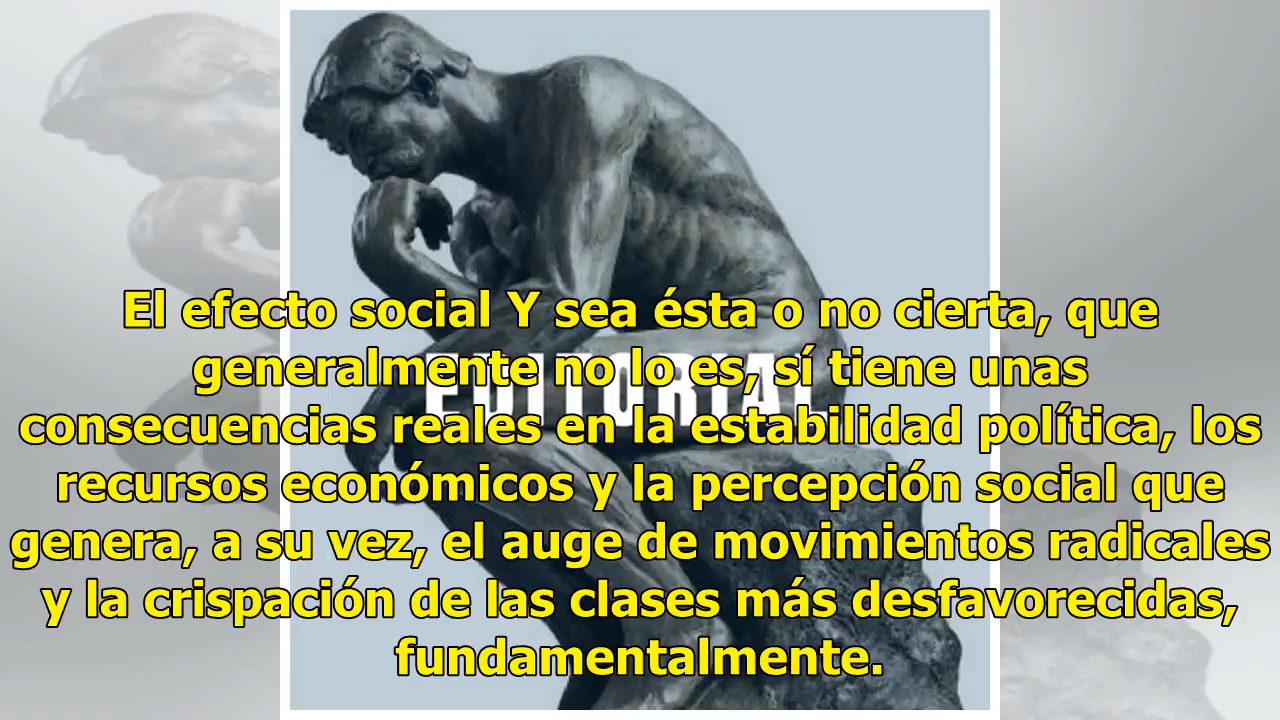 El efecto social Y sea ésta o no cierta, que
generalmente no lo es, sí tiene unas
consecuencias reales en la estabilidad política, los
recursos económicos y la percepción social que
genera, a su vez, el auge de movimientos radicales
y la crispación de las clases más desfavorecidas,
fundamentalmente.
EDITORIAL